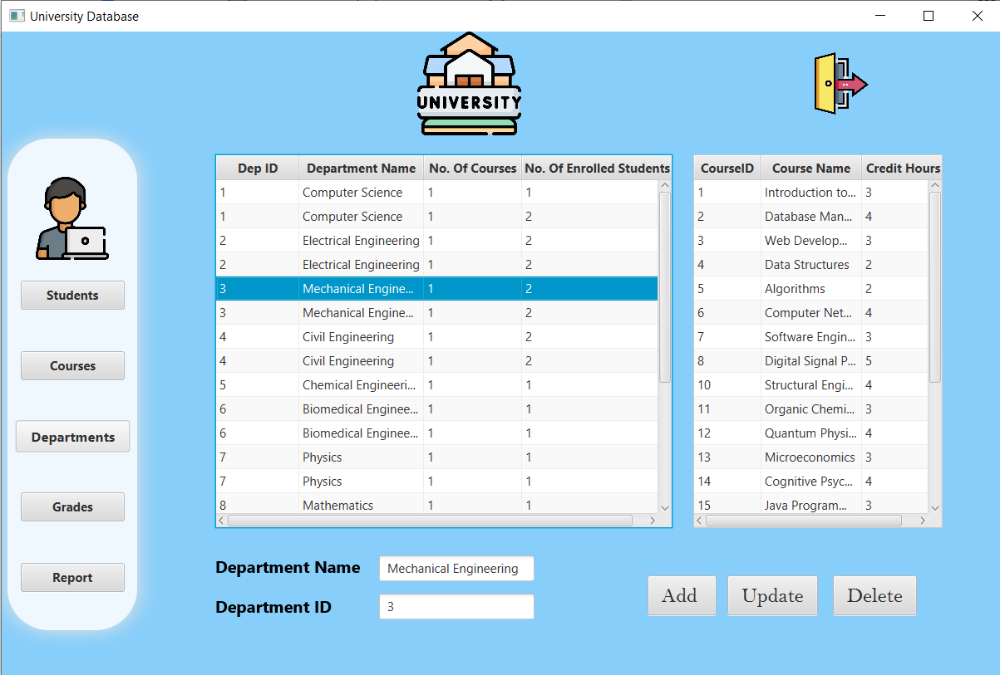 University Database
UNIVERSITY
Dep ID Department Name No. Of Courses No. Of Enrolled Students
1 Computer Science 1 1
1 Computer Science 1 2
2 Electrical Engineering 1 2
2 Electrical Engineering 1 2
3 Mechanical Engine... 1 2
3 Mechanical Engine... 1 2
4 Civil Engineering 1 2
4 Civil Engineering 1 2
5 Chemical Engineeri... 1 1
6 Biomedical Enginee... 1 1
6 Biomedical Enginee... 1 1
7 Physics 1 1
7 Physics 1 1
8 Mathematics 1 1
CourseID Course Name Credit Hours
1 Introduction to... 3
2 Database Man... 4
3 Web Develop... 3
4 Data Structures 2
5 Algorithms 2
6 Computer Net... 4
7 Software Engin... 3
8 Digital Signal P... 5
10 Structural Engi... 4
11 Organic Chemi... 3
12 Quantum Physi... 4
13 Microeconomics 3
14 Cognitive Psyc... 4
15 Java Program... 3
Students
Courses
Departments
Grades
Report
Department Name Mechanical Engineering
Department ID 3
Add Update Delete